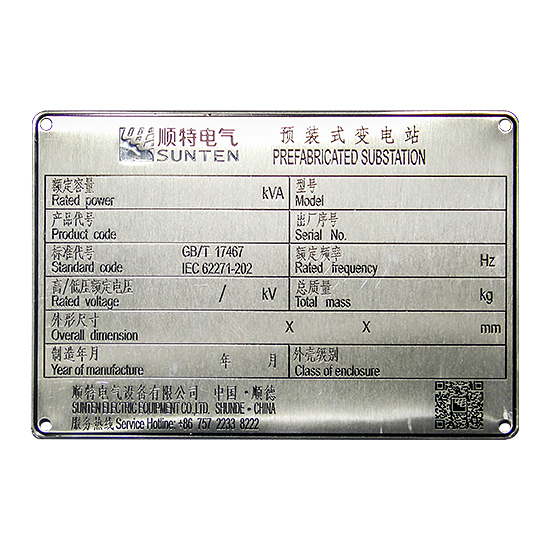 顺特电气 预装式变电站
SUNTEN PREFABRICATED SUBSTATION
额定容量 型号
Rated power kVA Model
产品代号 出厂序号
Product code Serial No.
标准代号 GB/T 17467 额定频率
Standard code IEC 62271-202 Rated frequency Hz
高/低压额定电压 总质量
Rated voltage / kV Total mass kg
外形尺寸
Overall dimension X X mm
制造年月 年 月 外壳级别
Year of manufacture Class of enclosure
顺特电气设备有限公司 中国·顺德
SUNTEN ELECTRIC EQUIPMENT CO.,LTD. SHUNDE·CHINA
服务热线 Service Hotline: +86 757 2233 8222